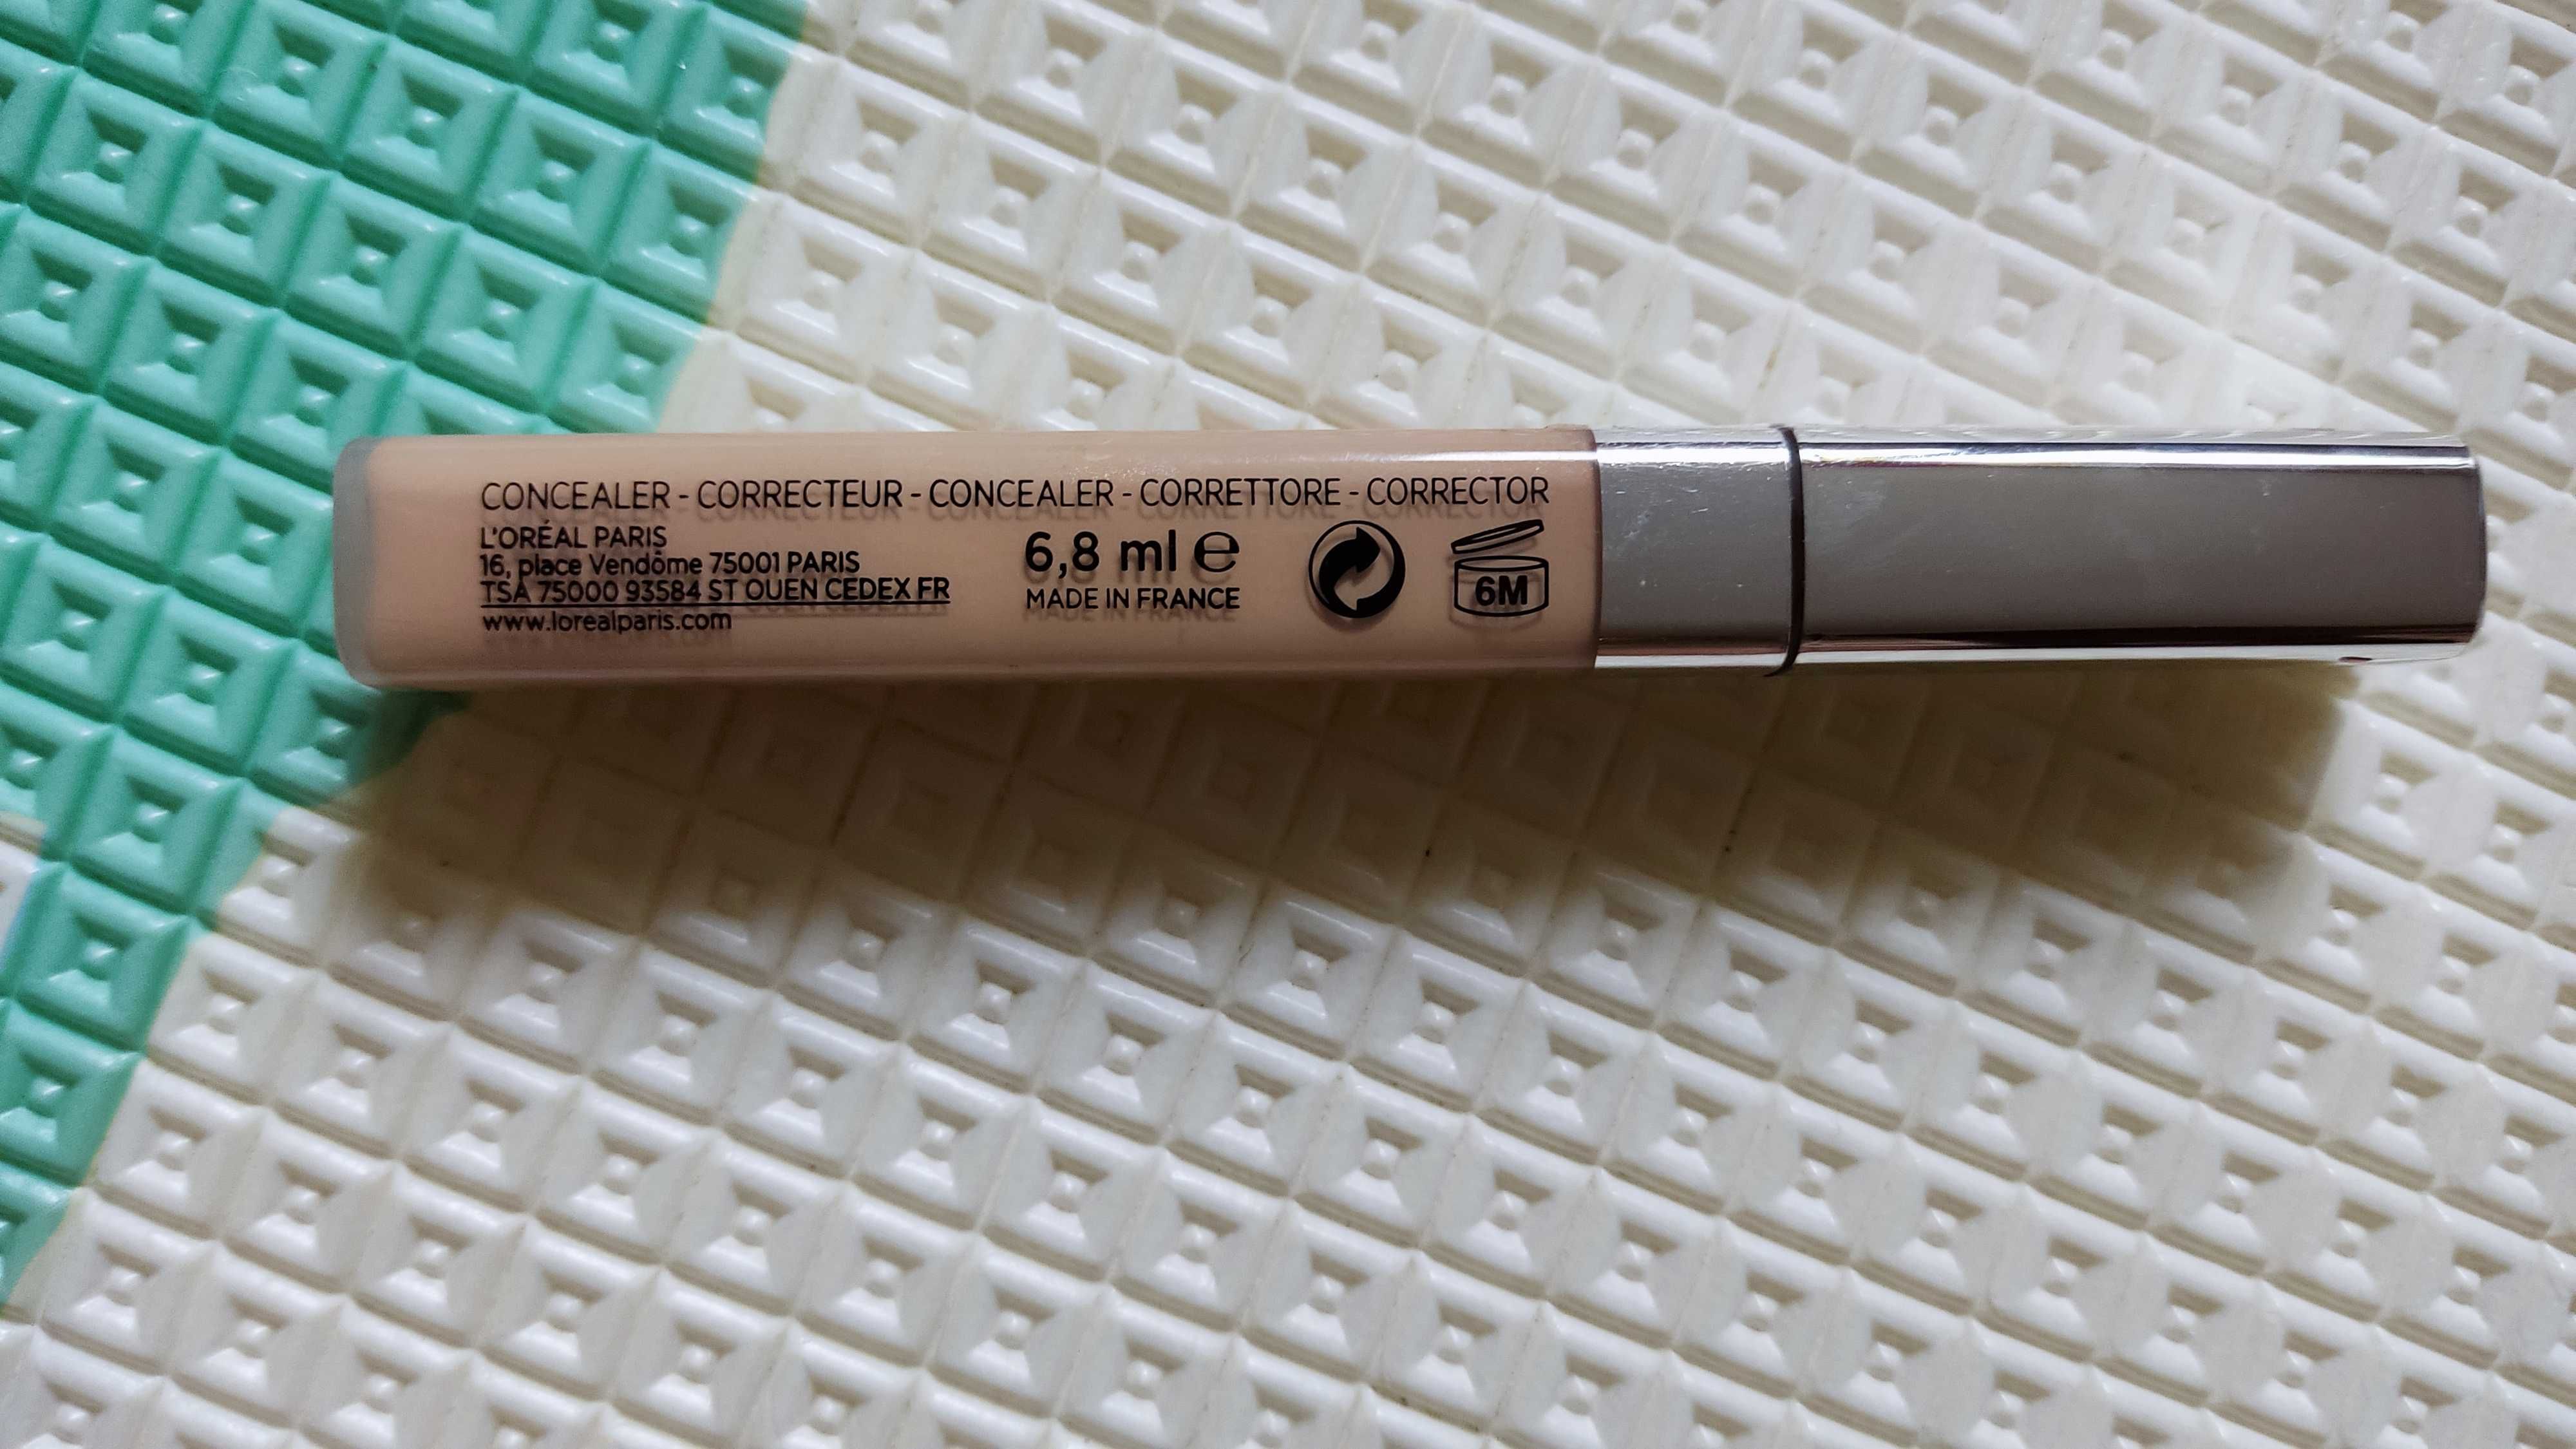 CONCEALER - CORRECTEUR - CONCEALER - CORRETTORE - CORRECTOR
L'ORÉAL PARIS
16, place Vendôme 75001 PARIS
TSA 75000 93584 ST OUEN CEDEX FR
www.lorealparis.com
6,8 ml e
MADE IN FRANCE
6M